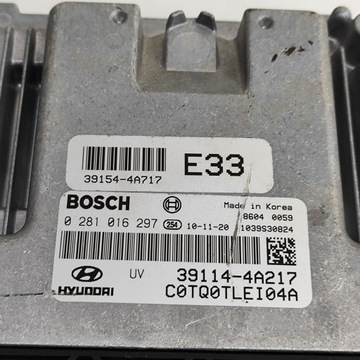 E33
39154-4A717
BOSCH
Made in Korea
8604 0059
0 281 016 297 254 10-11-20 1039S30824
UV 39114-4A217
HYUNDAI C0TQ0TLEI04A